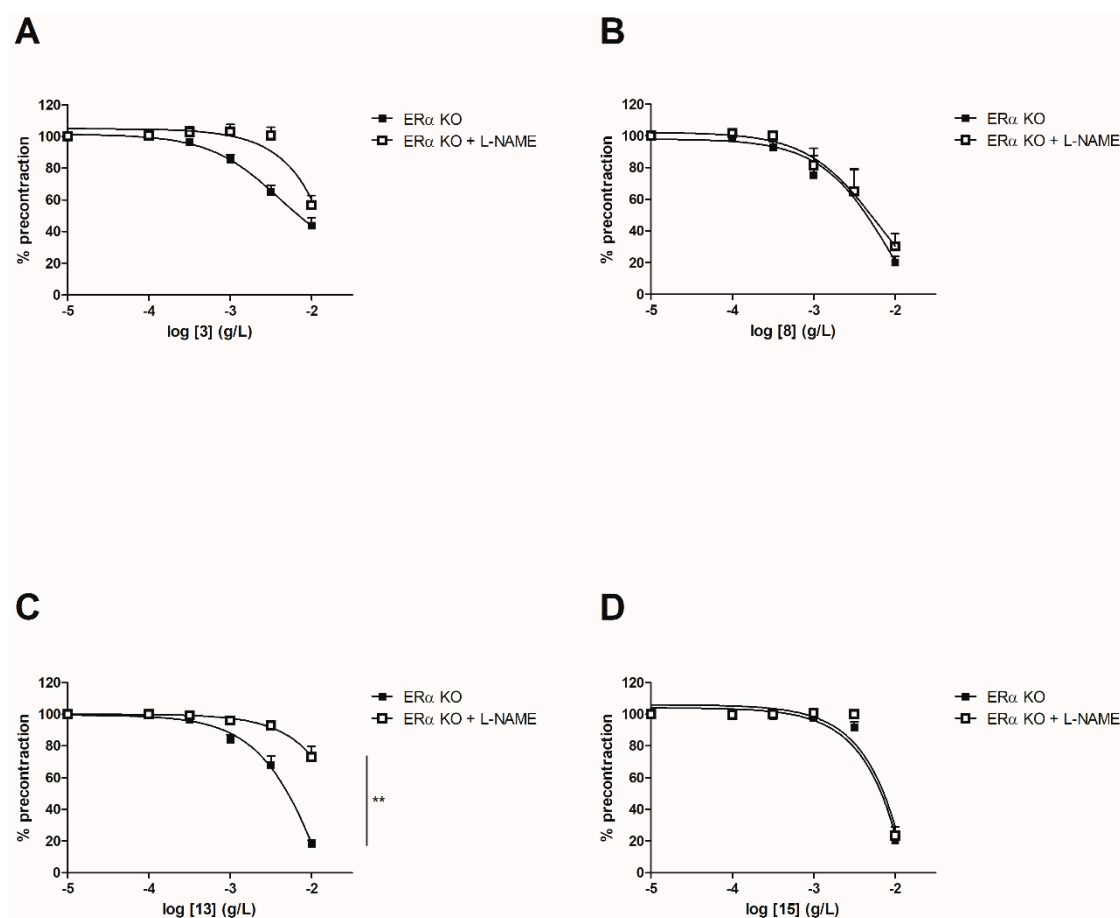 A
B
120
100
80
60
40
20
0
% precontraction
-5 -4 -3 -2
log [3] (g/L)
ERα KO
ERα KO + L-NAME
120
100
80
60
40
20
0
% precontraction
-5 -4 -3 -2
log [8] (g/L)
ERα KO
ERα KO + L-NAME
C
D
120
100
80
60
40
20
0
% precontraction
-5 -4 -3 -2
log [13] (g/L)
ERα KO
ERα KO + L-NAME
**
120
100
80
60
40
20
0
% precontraction
-5 -4 -3 -2
log [15] (g/L)
ERα KO
ERα KO + L-NAME